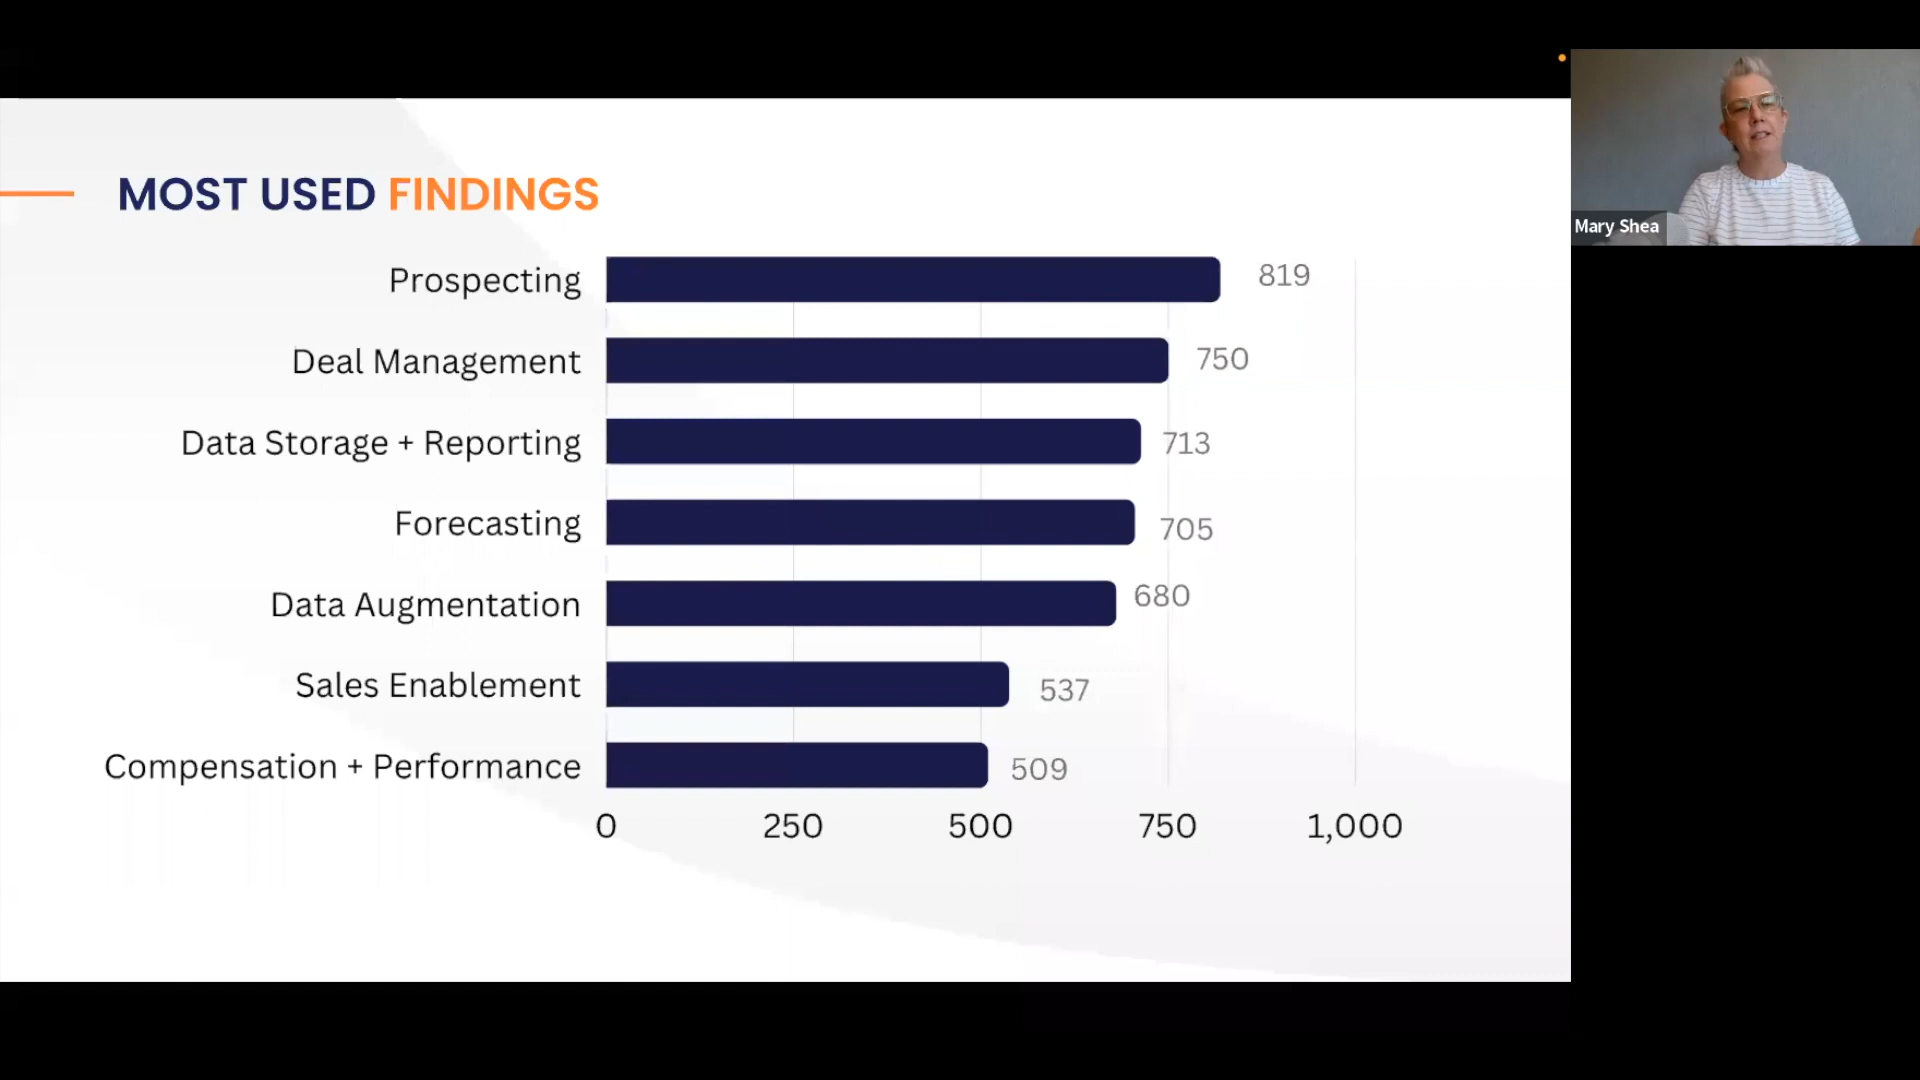 Mary Shea
MOST USED FINDINGS
Prospecting 819
Deal Management 750
Data Storage + Reporting 713
Forecasting 705
Data Augmentation 680
Sales Enablement 537
Compensation + Performance 509
0 250 500 750 1,000